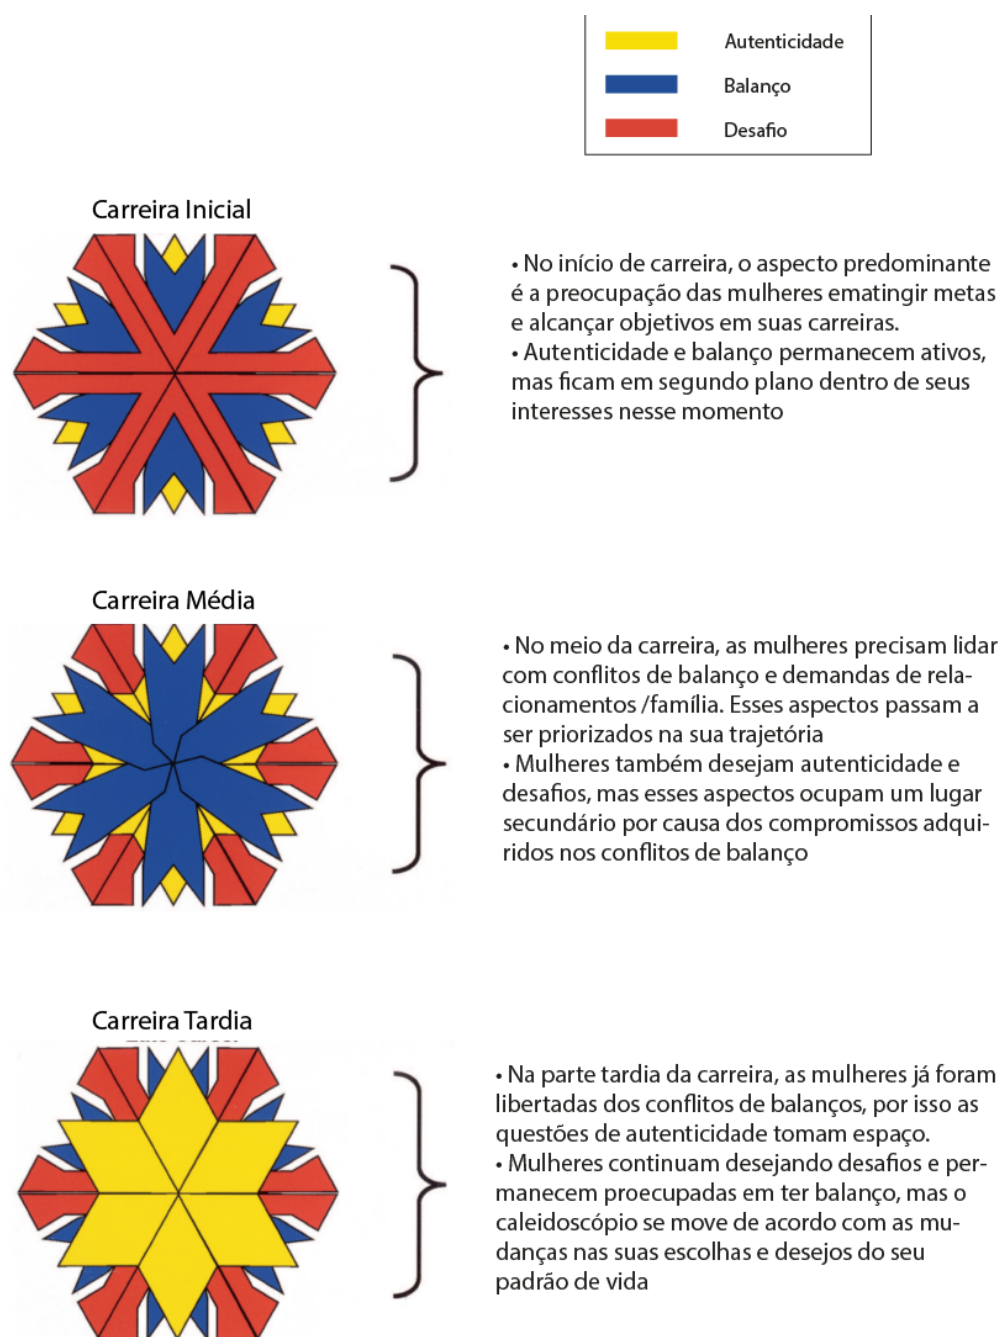 Autenticidade
Balanço
Desafio
Carreira Inicial
• No início de carreira, o aspecto predominante
é a preocupação das mulheres ematingir metas
e alcançar objetivos em suas carreiras.
• Autenticidade e balanço permanecem ativos,
mas ficam em segundo plano dentro de seus
interesses nesse momento
Carreira Média
• No meio da carreira, as mulheres precisam lidar
com conflitos de balanço e demandas de rela-
cionamentos /família. Esses aspectos passam a
ser priorizados na sua trajetória
• Mulheres também desejam autenticidade e
desafios, mas esses aspectos ocupam um lugar
secundário por causa dos compromissos adqui-
ridos nos conflitos de balanço
Carreira Tardia
• Na parte tardia da carreira, as mulheres já foram
libertadas dos conflitos de balanços, por isso as
questões de autenticidade tomam espaço.
• Mulheres continuam desejando desafios e per-
manecem proecupadas em ter balanço, mas o
caleidoscópio se move de acordo com as mu-
danças nas suas escolhas e desejos do seu
padrão de vida